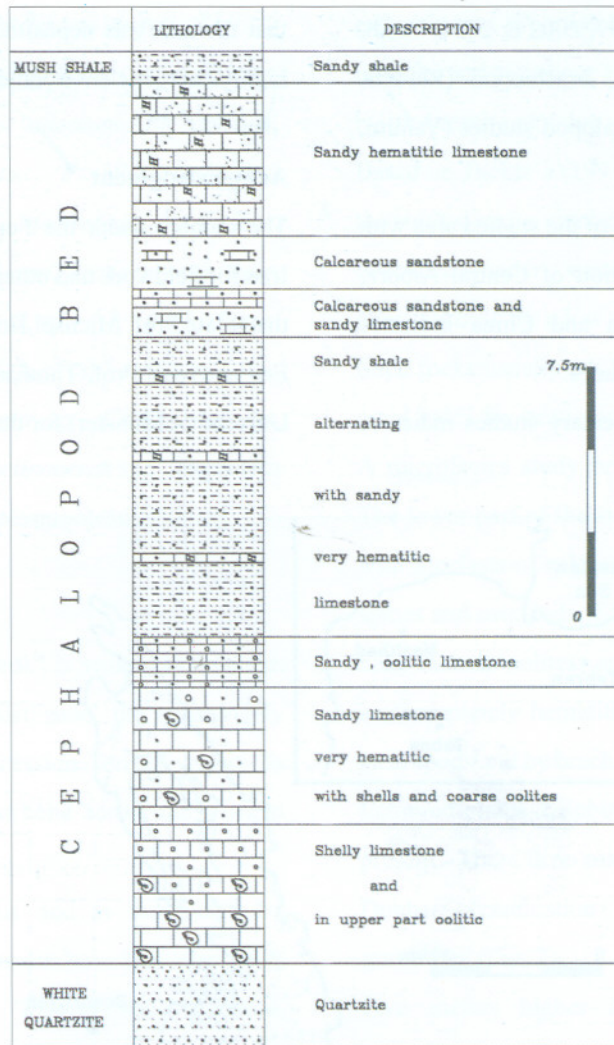 LITHOLOGY DESCRIPTION
MUSH SHALE Sandy shale
Sandy hematitic limestone
Calcareous sandstone
Calcareous sandstone and
sandy limestone
Sandy shale
7.5m
alternating
with sandy
very hematitic
limestone
0
Sandy , oolitic limestone
Sandy limestone
very hematitic
with shells and coarse oolites
Shelly limestone
and
in upper part oolitic
CEPHALOPOD BED
WHITE
QUARTZITE
Quartzite